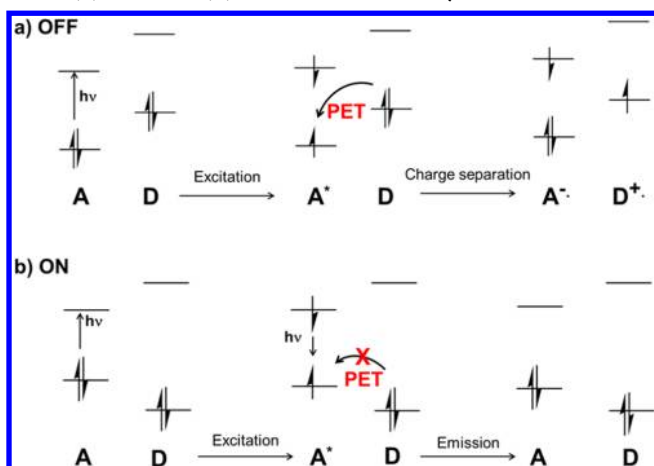 a) OFF
hν
PET
A D Excitation A* D Charge separation A⁻· D⁺·
b) ON
hν hν
X
PET
A D Excitation A* D Emission A D